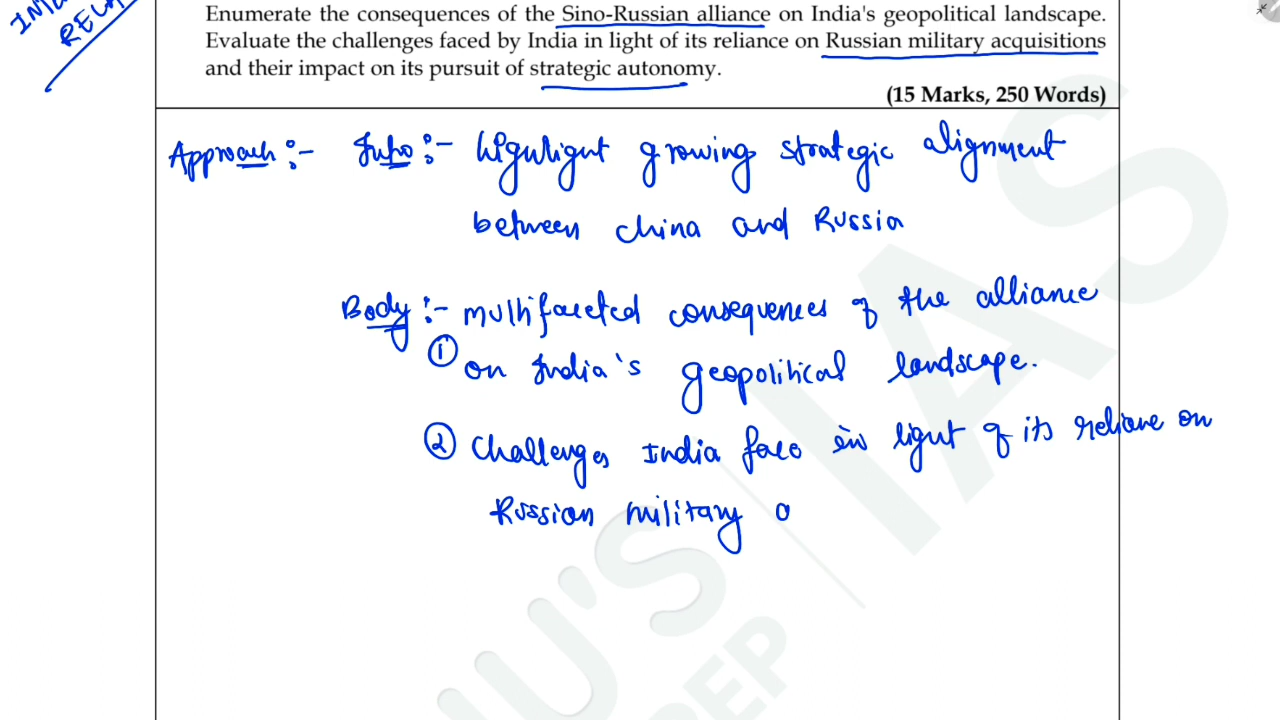 Enumerate the consequences of the Sino-Russian alliance on India's geopolitical landscape.
Evaluate the challenges faced by India in light of its reliance on Russian military acquisitions
and their impact on its pursuit of strategic autonomy.
(15 Marks, 250 Words)
Approach :- Intro :- highlight growing strategic alignment
between china and Russia
Body :- multifaceted consequences of the alliance
① on India's geopolitical landscape.
② Challenges India face in light of its reliance on
Russian military a
U'S IAS
EP